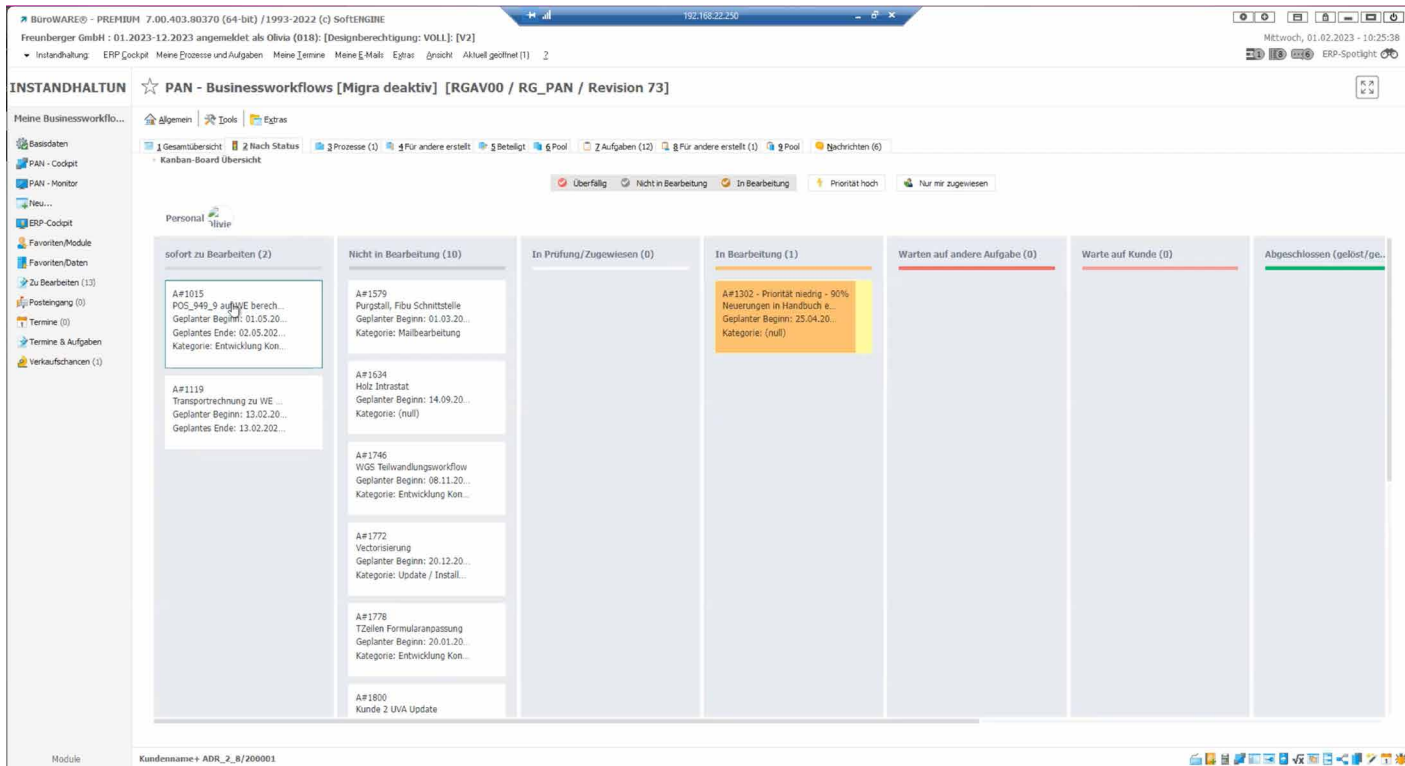 BüroWARE® - PREMIUM 7.00.403.80370 (64-bit) /1993-2022 (c) SoftENGINE
192.168.22.250
Freunberger GmbH : 01.2023-12.2023 angemeldet als Olivia (018): [Designberechtigung: VOLL]: [V2]
Mittwoch, 01.02.2023 - 10:25:38
Instandhaltung: ERP Cockpit Meine Prozesse und Aufgaben Meine Termine Meine E-Mails Extras Ansicht Aktuell geöffnet (1) ?
ERP-Spotlight
INSTANDHALTUN
PAN - Businessworkflows [Migra deaktiv] [RGAV00 / RG_PAN / Revision 73]
Meine Businessworkflo...
Allgemein Tools Extras
Basisdaten
PAN - Cockpit
PAN - Monitor
Neu...
ERP-Cockpit
Favoriten/Module
Favoriten/Daten
Zu Bearbeiten (13)
Posteingang (0)
Termine (0)
Termine & Aufgaben
Verkaufschancen (1)
1 Gesamtübersicht 2 Nach Status 3 Prozesse (1) 4 Für andere erstellt 5 Beteiligt 6 Pool 7 Aufgaben (12) 8 Für andere erstellt (1) 9 Pool Nachrichten (6)
Kanban-Board Übersicht
Überfällig Nicht in Bearbeitung In Bearbeitung Priorität hoch Nur mir zugewiesen
Personal
sofort zu Bearbeiten (2)
A#1015
POS_949_9 auf WE berech...
Geplanter Beginn: 01.05.20...
Geplantes Ende: 02.05.202...
Kategorie: Entwicklung Kon...
A#1119
Transportrechnung zu WE ...
Geplanter Beginn: 13.02.20...
Geplantes Ende: 13.02.202...
Nicht in Bearbeitung (10)
A#1579
Purgstall, Fibu Schnittstelle
Geplanter Beginn: 01.03.20...
Kategorie: Mailbearbeitung
A#1634
Holz Intrastat
Geplanter Beginn: 14.09.20...
Kategorie: (null)
A#1746
WGS Teilwandlungsworkflow
Geplanter Beginn: 08.11.20...
Kategorie: Entwicklung Kon...
A#1772
Vectorisierung
Geplanter Beginn: 20.12.20...
Kategorie: Update / Install...
A#1778
TZeilen Formularanpassung
Geplanter Beginn: 20.01.20...
Kategorie: Entwicklung Kon...
A#1800
Kunde 2 UVA Update
In Prüfung/Zugewiesen (0)
In Bearbeitung (1)
A#1302 - Priorität niedrig - 90%
Neuerungen in Handbuch e...
Geplanter Beginn: 25.04.20...
Kategorie: (null)
Warten auf andere Aufgabe (0)
Warte auf Kunde (0)
Abgeschlossen (gelöst/ge...
Module
Kundenname+ ADR_2_8/200001